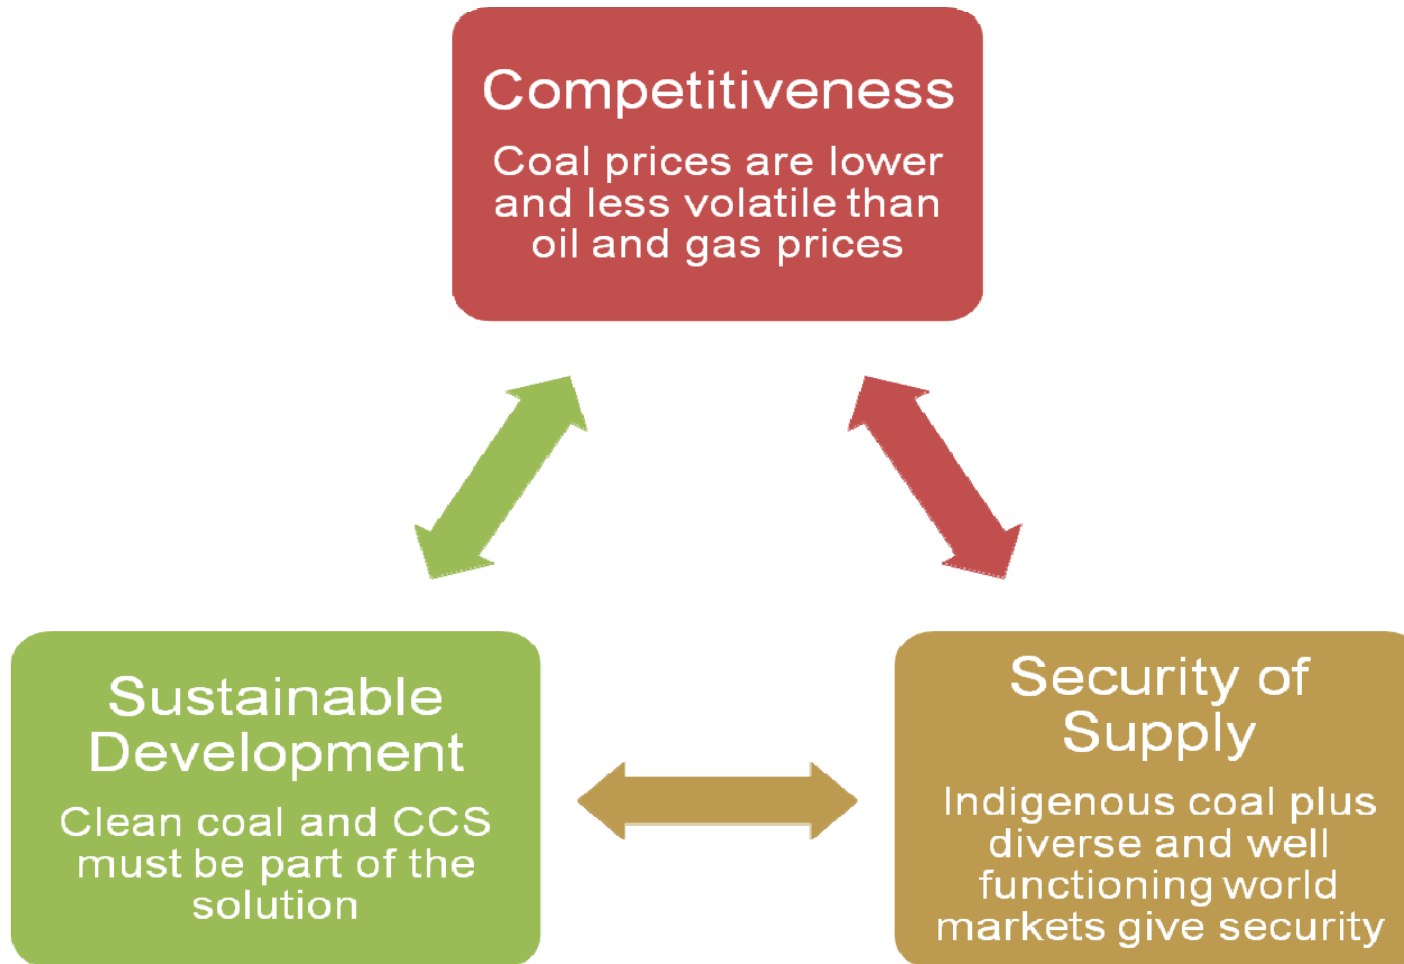 Competitiveness
Coal prices are lower
and less volatile than
oil and gas prices
Sustainable
Development
Clean coal and CCS
must be part of the
solution
Security of
Supply
Indigenous coal plus
diverse and well
functioning world
markets give security